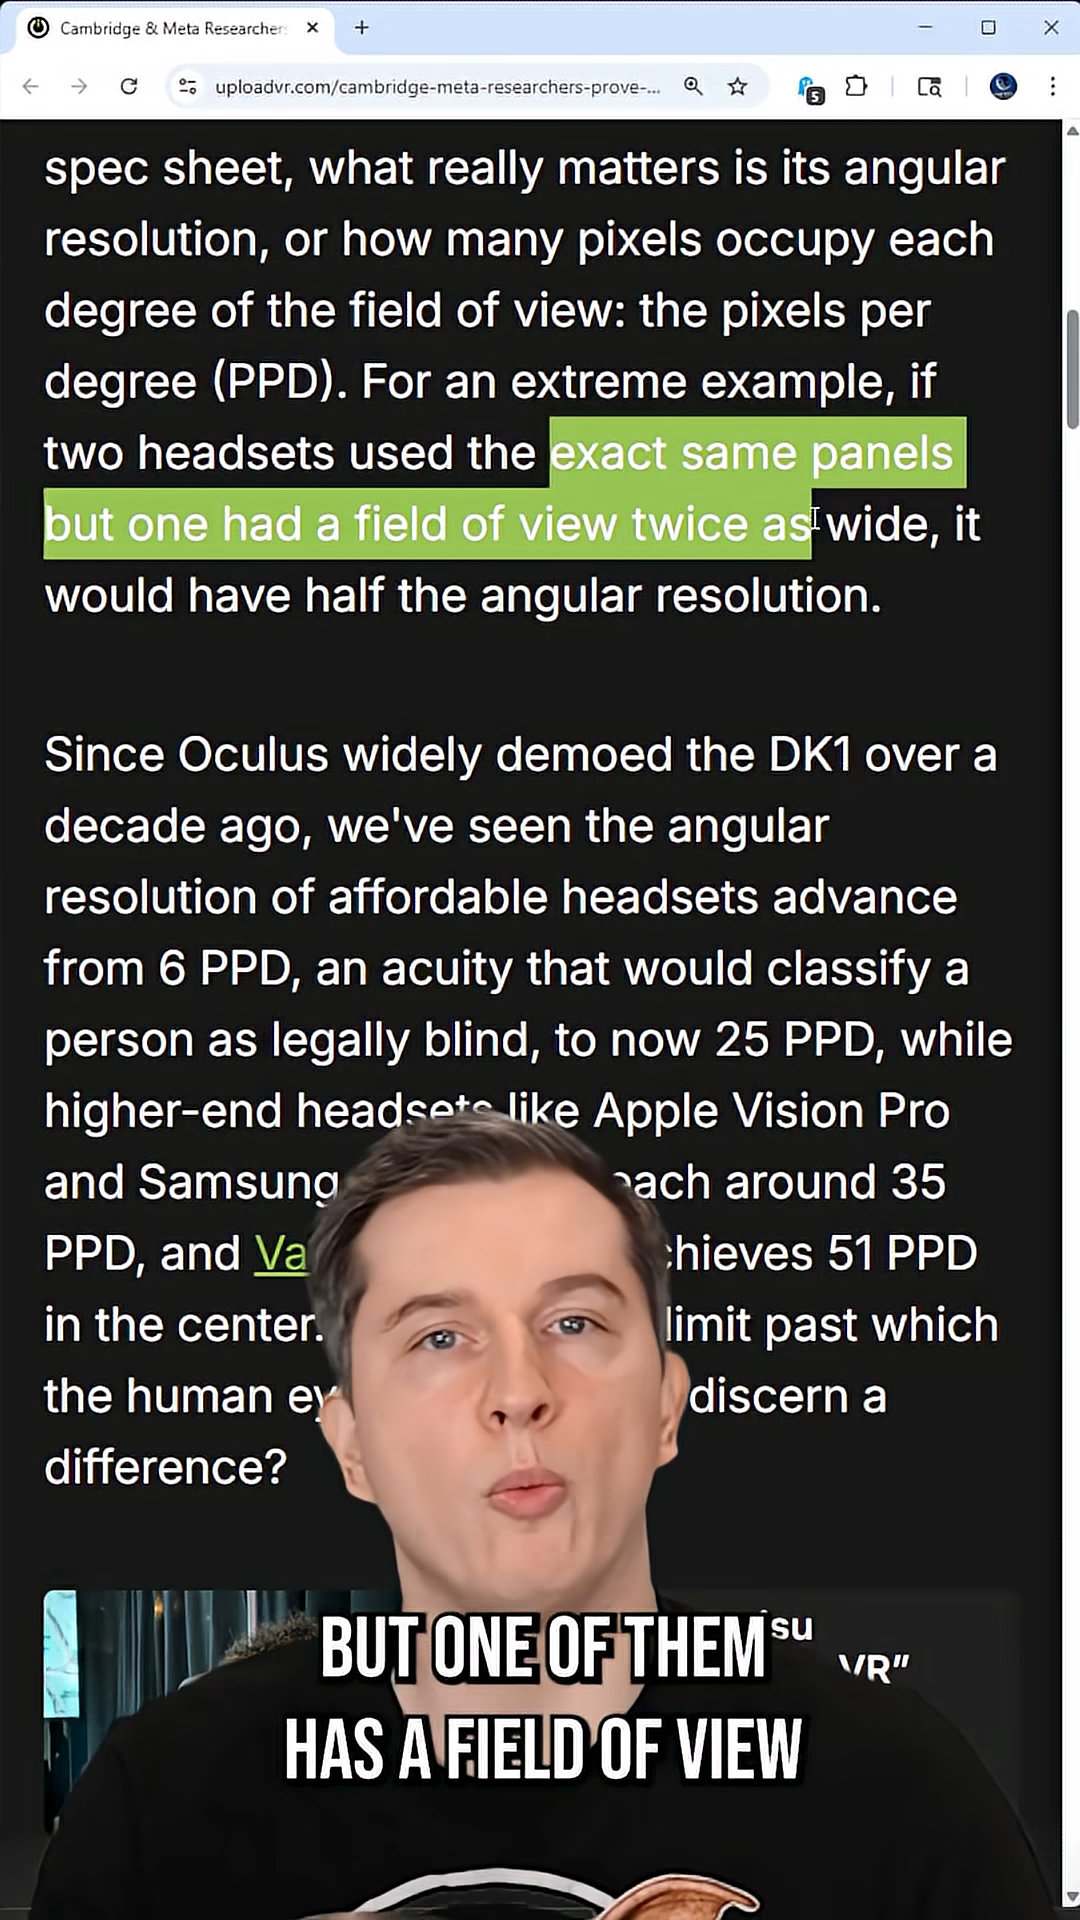 Cambridge & Meta Researcher
uploadvr.com/cambridge-meta-researchers-prove-...
5
spec sheet, what really matters is its angular
resolution, or how many pixels occupy each
degree of the field of view: the pixels per
degree (PPD). For an extreme example, if
two headsets used the exact same panels
but one had a field of view twice as wide, it
would have half the angular resolution.
Since Oculus widely demoed the DK1 over a
decade ago, we've seen the angular
resolution of affordable headsets advance
from 6 PPD, an acuity that would classify a
person as legally blind, to now 25 PPD, while
higher-end headsets like Apple Vision Pro
and Samsung around 35
PPD, and 51 PPD
in the center. limit past which
the human discern a
difference?
VR”
BUT ONE OF THEM
HAS A FIELD OF VIEW